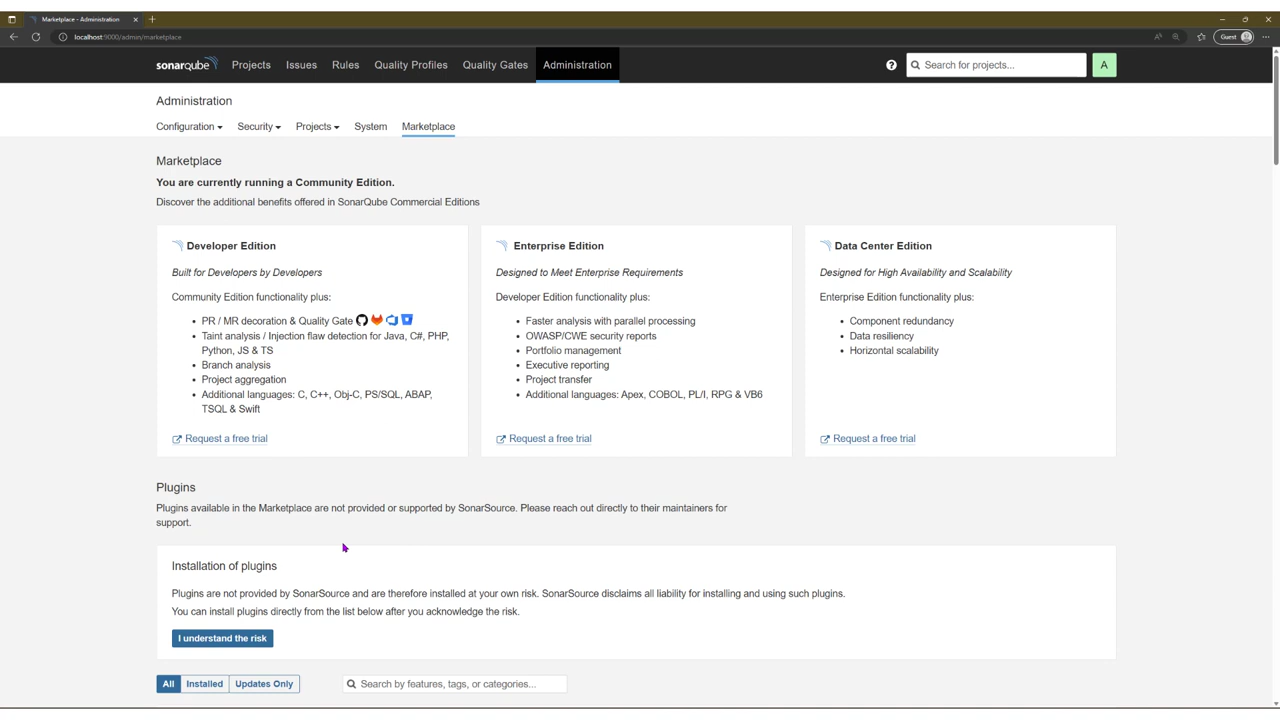 Marketplace - Administration
localhost:9000/admin/marketplace
Guest
sonarqube
Projects
Issues
Rules
Quality Profiles
Quality Gates
Administration
Search for projects...
A
Administration
Configuration
Security
Projects
System
Marketplace
Marketplace
You are currently running a Community Edition.
Discover the additional benefits offered in SonarQube Commercial Editions
Developer Edition
Built for Developers by Developers
Community Edition functionality plus:
PR / MR decoration & Quality Gate
Taint analysis / Injection flaw detection for Java, C#, PHP,
Python, JS & TS
Branch analysis
Project aggregation
Additional languages: C, C++, Obj-C, PS/SQL, ABAP,
TSQL & Swift
Request a free trial
Enterprise Edition
Designed to Meet Enterprise Requirements
Developer Edition functionality plus:
Faster analysis with parallel processing
OWASP/CWE security reports
Portfolio management
Executive reporting
Project transfer
Additional languages: Apex, COBOL, PL/I, RPG & VB6
Request a free trial
Data Center Edition
Designed for High Availability and Scalability
Enterprise Edition functionality plus:
Component redundancy
Data resiliency
Horizontal scalability
Request a free trial
Plugins
Plugins available in the Marketplace are not provided or supported by SonarSource. Please reach out directly to their maintainers for
support.
Installation of plugins
Plugins are not provided by SonarSource and are therefore installed at your own risk. SonarSource disclaims all liability for installing and using such plugins.
You can install plugins directly from the list below after you acknowledge the risk.
I understand the risk
All
Installed
Updates Only
Search by features, tags, or categories...